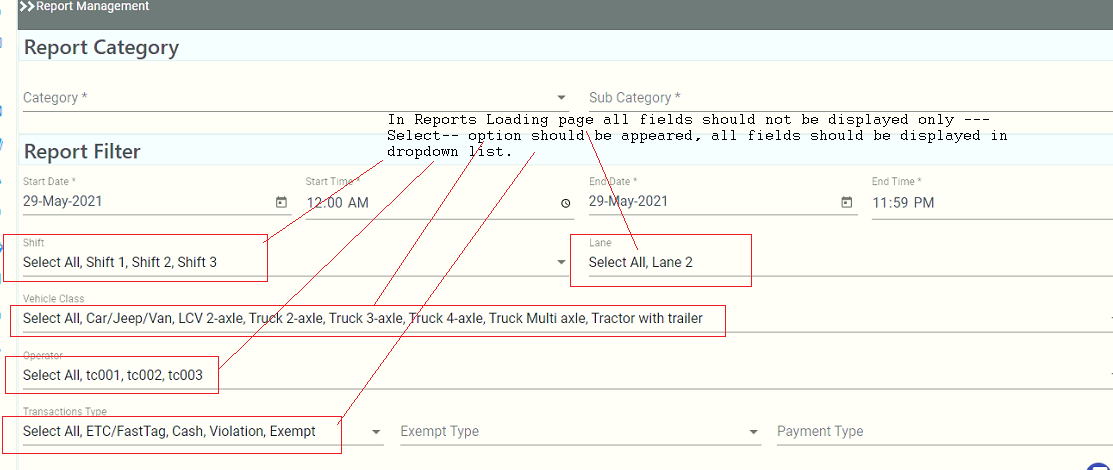 >>Report Management
Report Category
Category *
Sub Category *
In Reports Loading page all fields should not be displayed only ---
Select-- option should be appeared, all fields should be displayed in
dropdown list.
Report Filter
Start Date *
Start Time *
End Date *
End Time *
29-May-2021
12:00 AM
29-May-2021
11:59 PM
Shift
Lane
Select All, Shift 1, Shift 2, Shift 3
Select All, Lane 2
Vehicle Class
Select All, Car/Jeep/Van, LCV 2-axle, Truck 2-axle, Truck 3-axle, Truck 4-axle, Truck Multi axle, Tractor with trailer
Operator
Select All, tc001, tc002, tc003
Transactions Type
Select All, ETC/FastTag, Cash, Violation, Exempt
Exempt Type
Payment Type